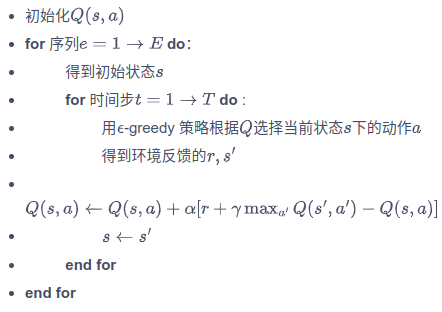 • 初始化Q(s, a)
• for 序列e = 1 → E do：
• 得到初始状态s
• for 时间步t = 1 → T do :
• 用ϵ-greedy 策略根据Q选择当前状态s下的动作a
• 得到环境反馈的r, s′
•
Q(s, a) ← Q(s, a) + α[r + γ max_{a′} Q(s′, a′) − Q(s, a)]
• s ← s′
• end for
• end for